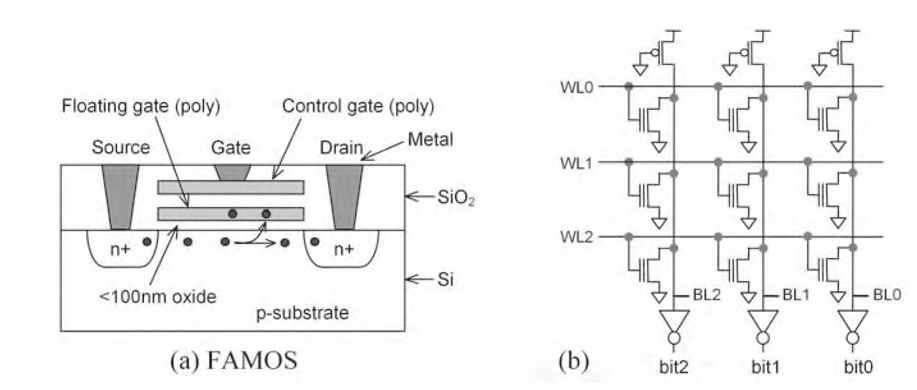 Floating gate (poly)
Control gate (poly)
Source
Gate
Drain
Metal
SiO2
n+
n+
<100nm oxide
p-substrate
Si
(a) FAMOS
WL0
WL1
WL2
BL2
BL1
BL0
(b)
bit2
bit1
bit0